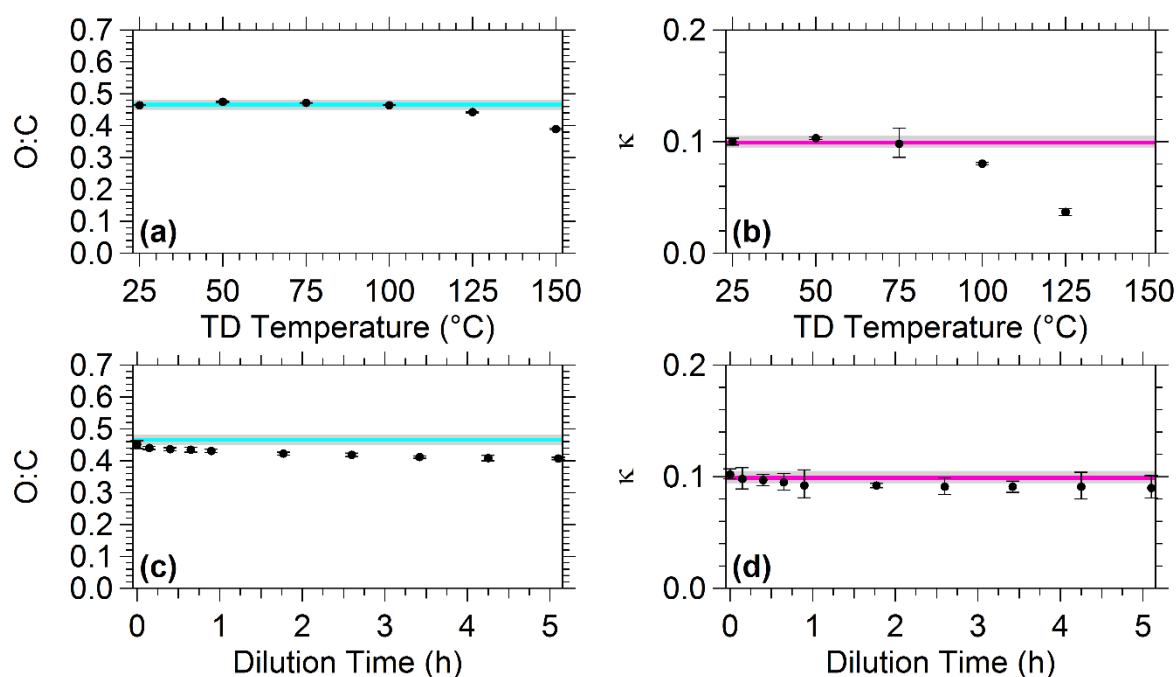 O:C
0.7
0.6
0.5
0.4
0.3
0.2
0.1
0.0
(a)
25 50 75 100 125 150
TD Temperature (°C)
κ
0.2
0.1
0.0
(b)
25 50 75 100 125 150
TD Temperature (°C)
O:C
0.7
0.6
0.5
0.4
0.3
0.2
0.1
0.0
(c)
0 1 2 3 4 5
Dilution Time (h)
κ
0.2
0.1
0.0
(d)
0 1 2 3 4 5
Dilution Time (h)